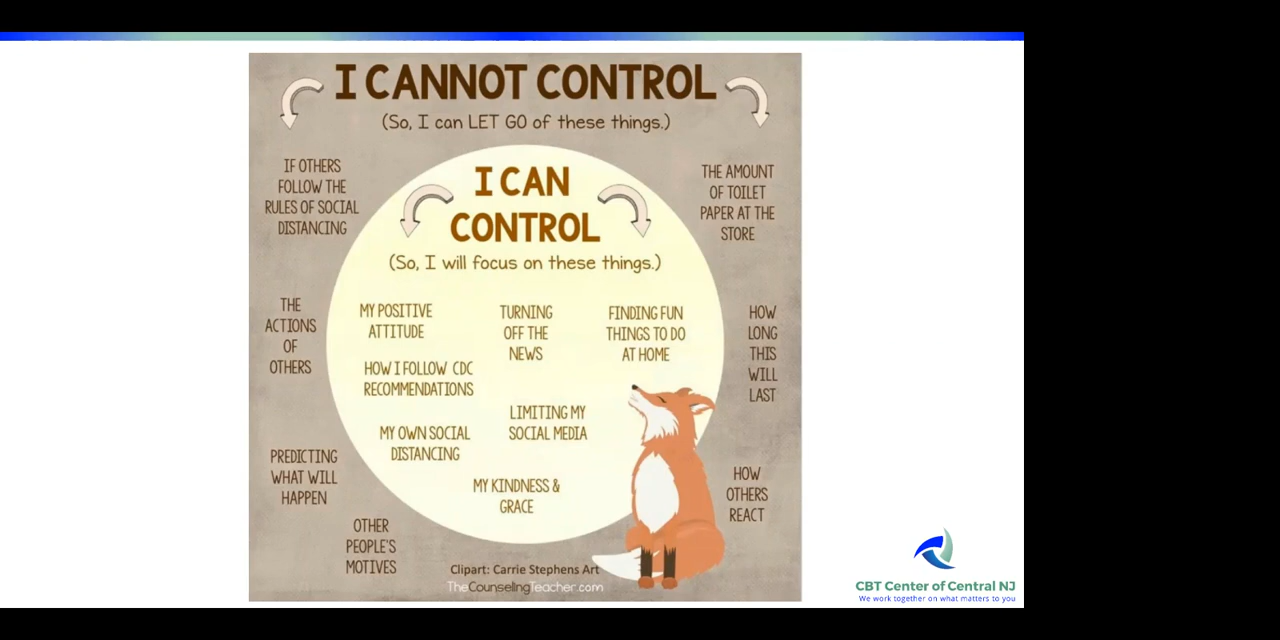 I CANNOT CONTROL
(So, I can LET GO of these things.)
IF OTHERS
FOLLOW THE
RULES OF SOCIAL
DISTANCING
THE AMOUNT
OF TOILET
PAPER AT THE
STORE
I CAN
CONTROL
(So, I will focus on these things.)
THE
ACTIONS
OF
OTHERS
MY POSITIVE
ATTITUDE
TURNING
OFF THE
NEWS
FINDING FUN
THINGS TO DO
AT HOME
HOW
LONG
THIS
WILL
LAST
HOW I FOLLOW CDC
RECOMMENDATIONS
LIMITING MY
SOCIAL MEDIA
MY OWN SOCIAL
DISTANCING
PREDICTING
WHAT WILL
HAPPEN
MY KINDNESS &
GRACE
HOW
OTHERS
REACT
OTHER
PEOPLE'S
MOTIVES
Clipart: Carrie Stephens Art
TheCounselingTeacher.com
CBT Center of Central NJ
We work together on what matters to you